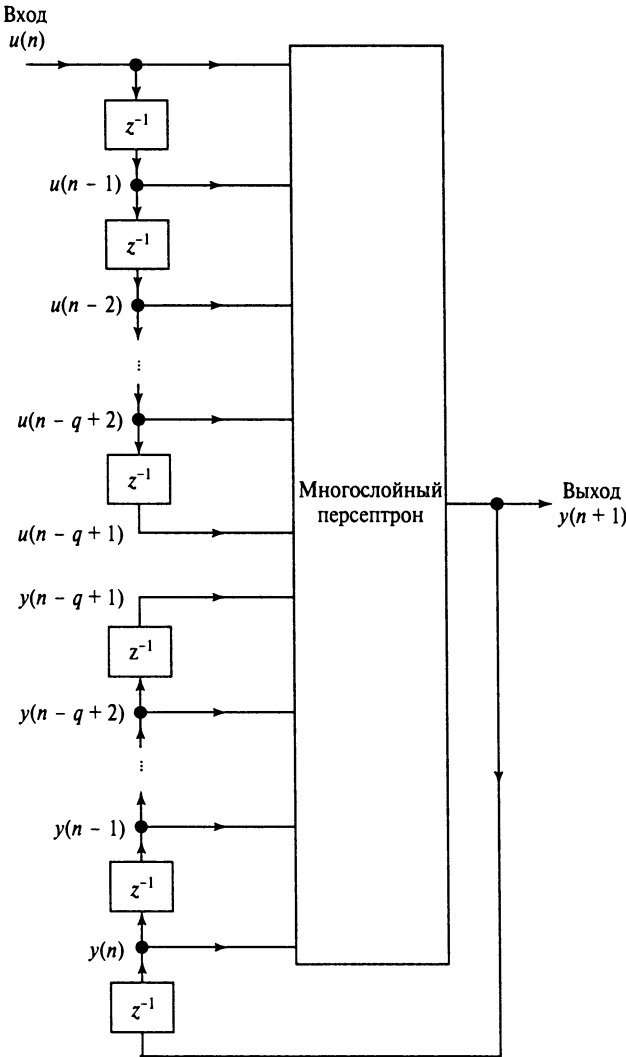 Вход
u(n)
z⁻¹
u(n − 1)
z⁻¹
u(n − 2)
...
u(n − q + 2)
z⁻¹
u(n − q + 1)
Многослойный
персептрон
Выход
y(n + 1)
y(n − q + 1)
z⁻¹
y(n − q + 2)
...
y(n − 1)
z⁻¹
y(n)
z⁻¹